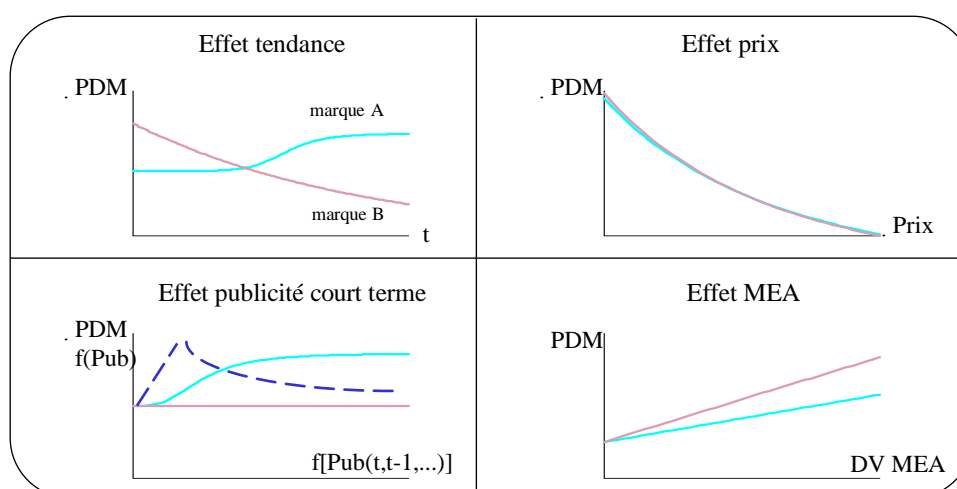 Effet tendance
. PDM
marque A
marque B
t
Effet prix
. PDM
. Prix
Effet publicité court terme
. PDM
f(Pub)
f[Pub(t,t-1,...)]
Effet MEA
PDM
DV MEA